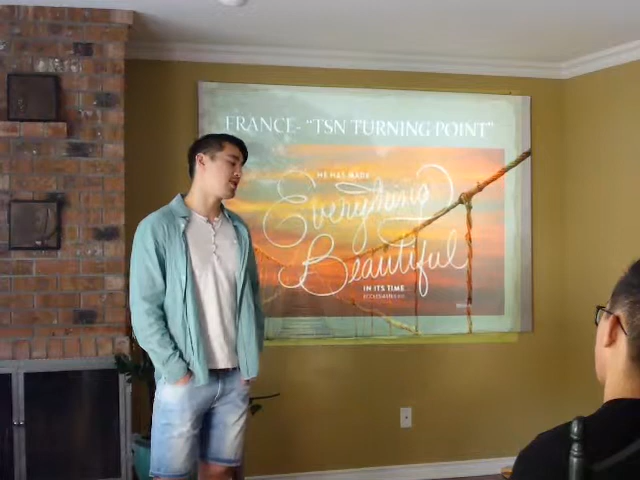 FRANCE- "TSN TURNING POINT"
HE HAS MADE
Everything
Beautiful
IN ITS TIME